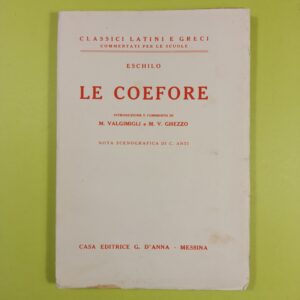 CLASSICI LATINI E GRECI
COMMENTATI PER LE SCUOLE
ESCHILO
LE COEFORE
INTRODUZIONE E COMMENTO DI
M. VALGIMIGLI e M. V. GHEZZO
NOTA SCENOGRAFICA DI C. ANTI
CASA EDITRICE G. D'ANNA - MESSINA